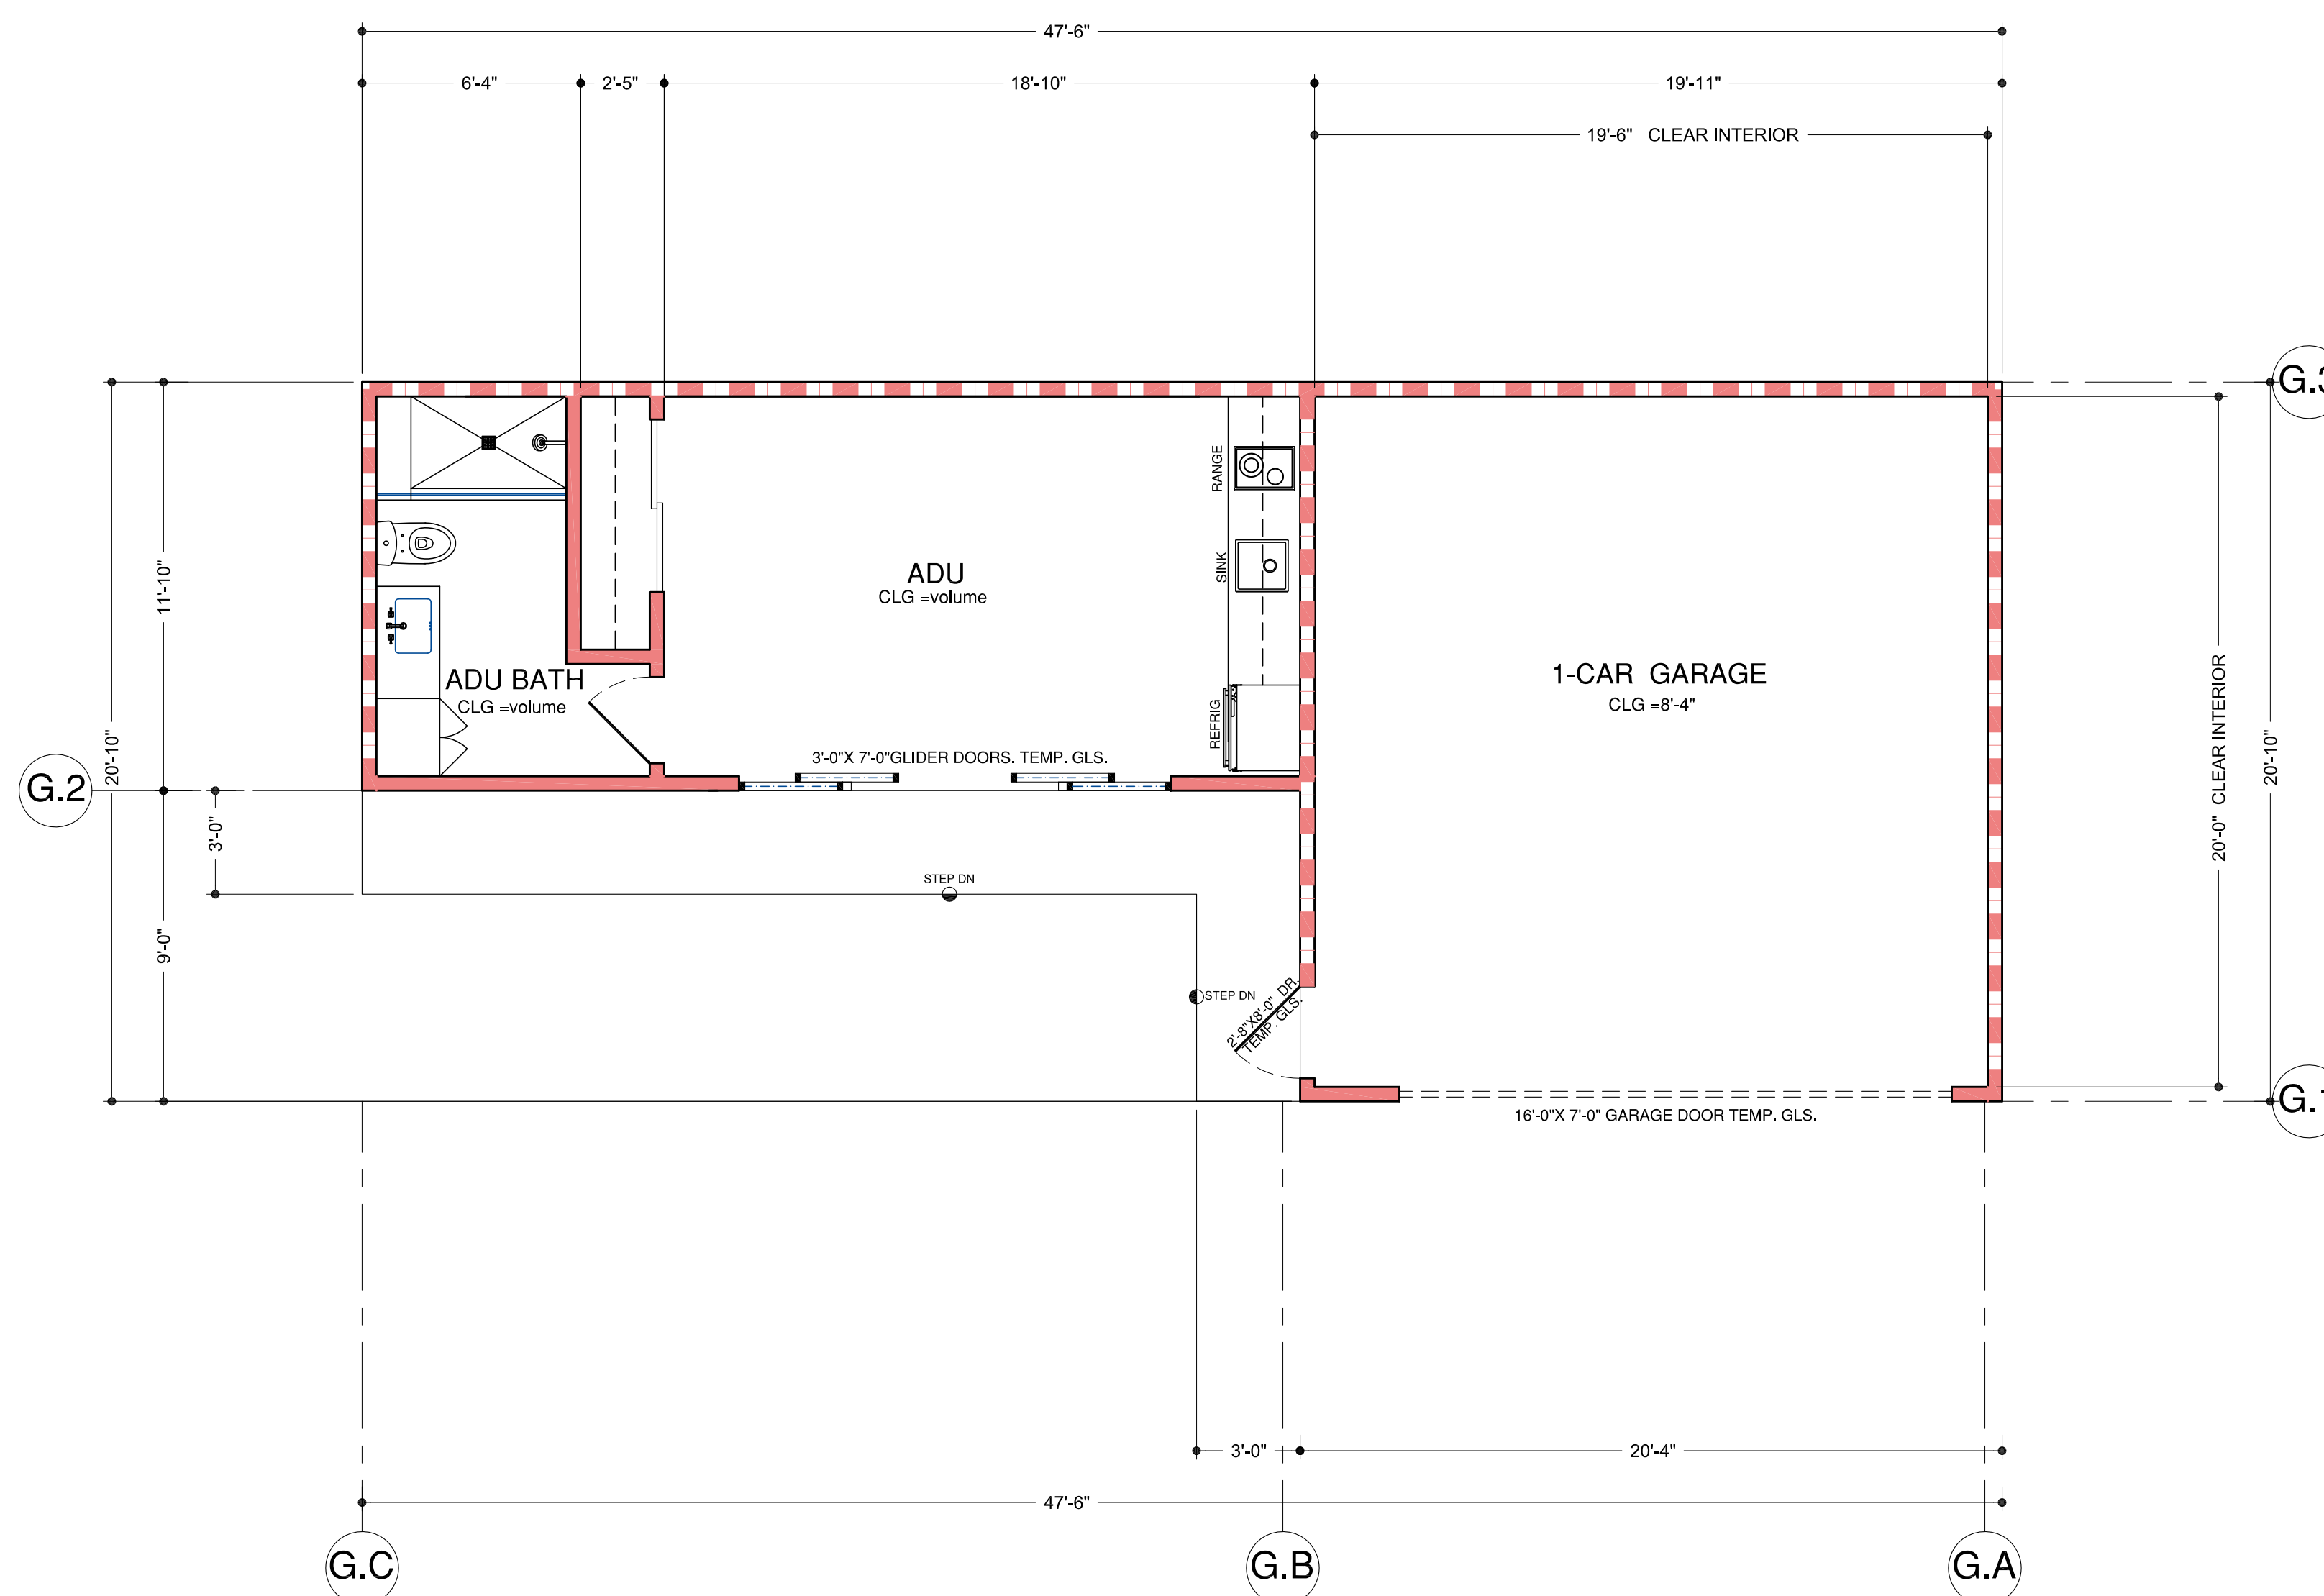 47'-6"
6'-4"
2'-5"
18'-10"
19'-11"
19'-6" CLEAR INTERIOR
G.3
RANGE
SINK
REFRIG
ADU
CLG =volume
ADU BATH
CLG =volume
1-CAR GARAGE
CLG =8'-4"
3'-0"X 7'-0"GLIDER DOORS. TEMP. GLS.
11'-10"
20'-10"
G.2
3'-0"
9'-0"
20'-0" CLEAR INTERIOR
20'-10"
STEP DN
STEP DN
2'-8"X8'-0" DR.
TEMP. GLS.
16'-0"X 7'-0" GARAGE DOOR TEMP. GLS.
G.1
3'-0"
20'-4"
47'-6"
G.C
G.B
G.A